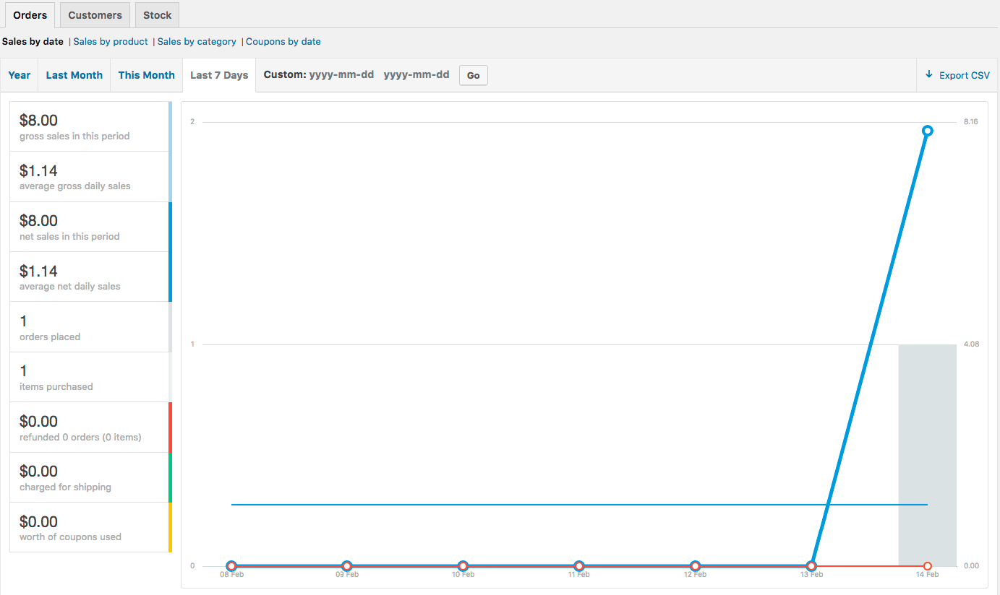 Orders Customers Stock
Sales by date | Sales by product | Sales by category | Coupons by date
Year Last Month This Month Last 7 Days Custom: yyyy-mm-dd yyyy-mm-dd Go Export CSV
$8.00
gross sales in this period
$1.14
average gross daily sales
$8.00
net sales in this period
$1.14
average net daily sales
1
orders placed
1
items purchased
$0.00
refunded 0 orders (0 items)
$0.00
charged for shipping
$0.00
worth of coupons used
2 8.16
1 4.08
0 0.00
08 Feb 09 Feb 10 Feb 11 Feb 12 Feb 13 Feb 14 Feb